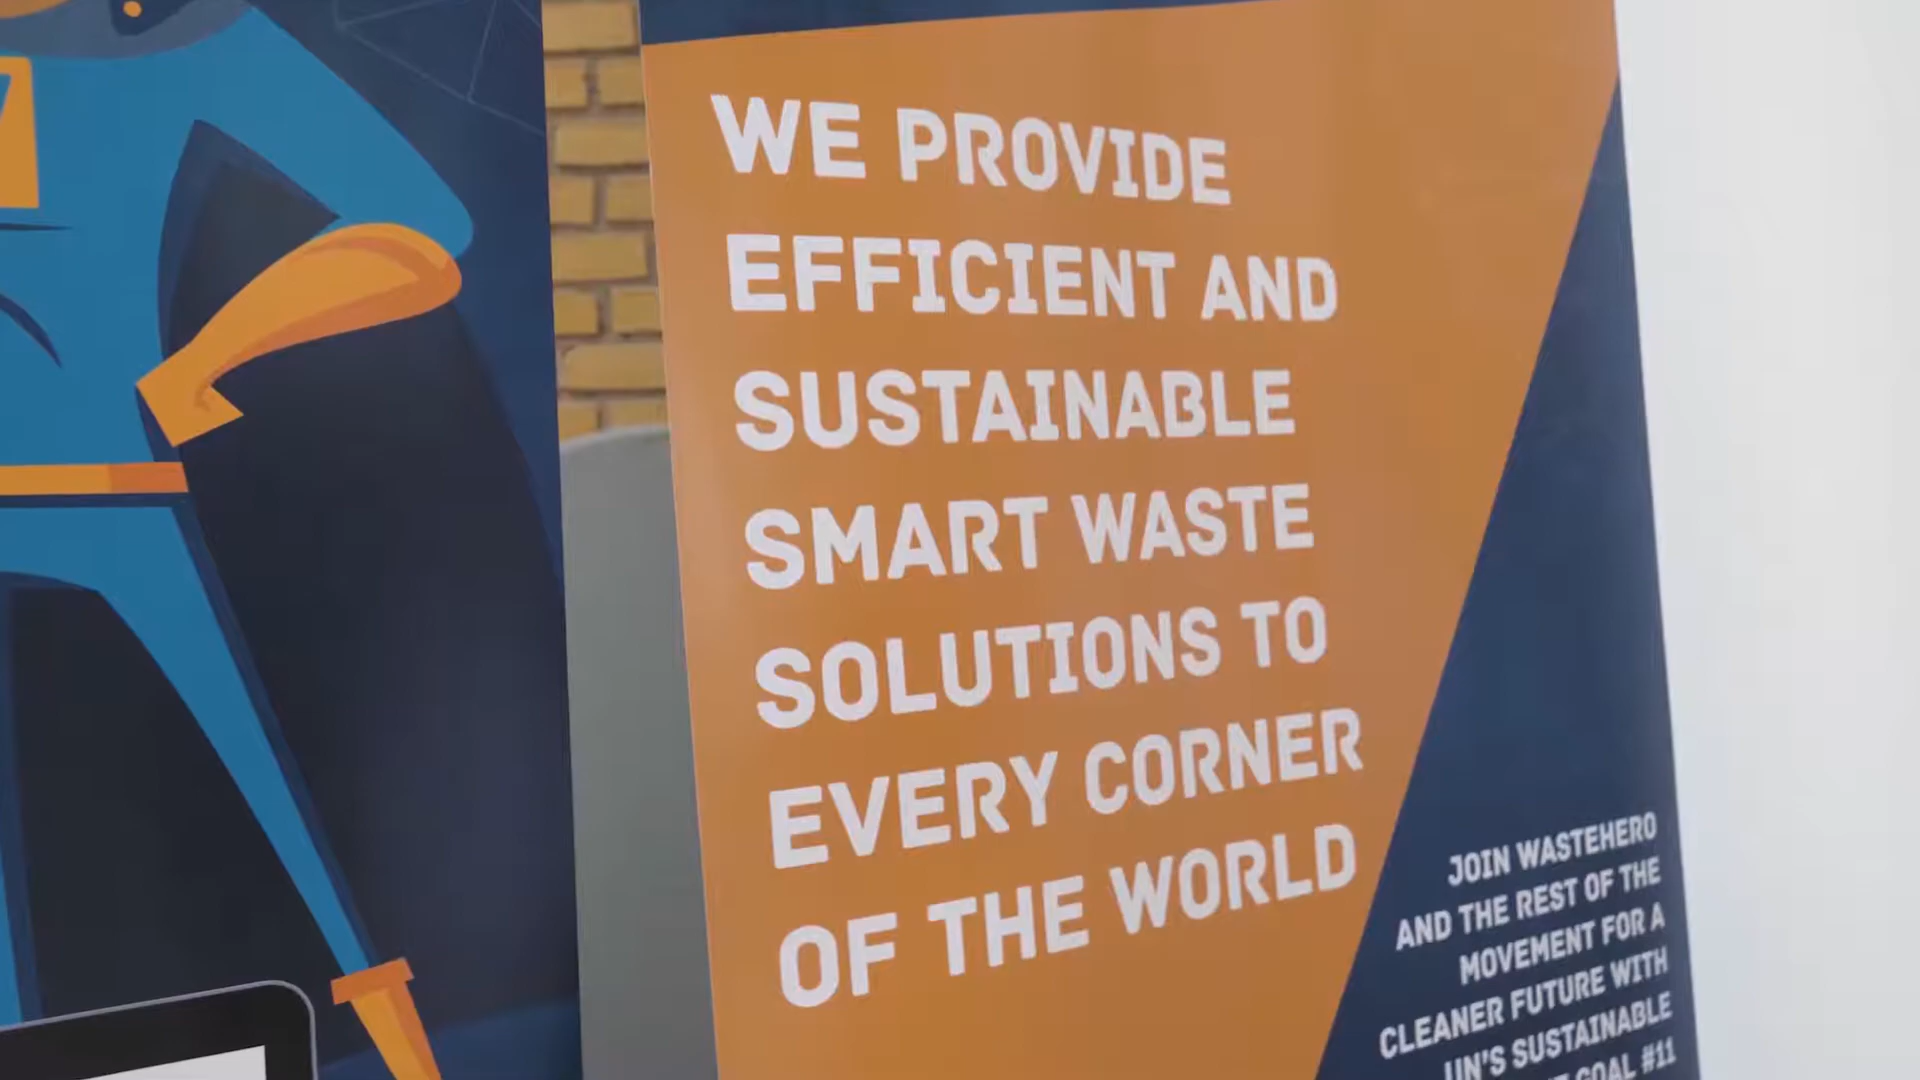 WE PROVIDE
EFFICIENT AND
SUSTAINABLE
SMART WASTE
SOLUTIONS TO
EVERY CORNER
OF THE WORLD
JOIN WASTEHERO
AND THE REST OF THE
MOVEMENT FOR A
CLEANER FUTURE WITH
UN'S SUSTAINABLE
GOAL #11